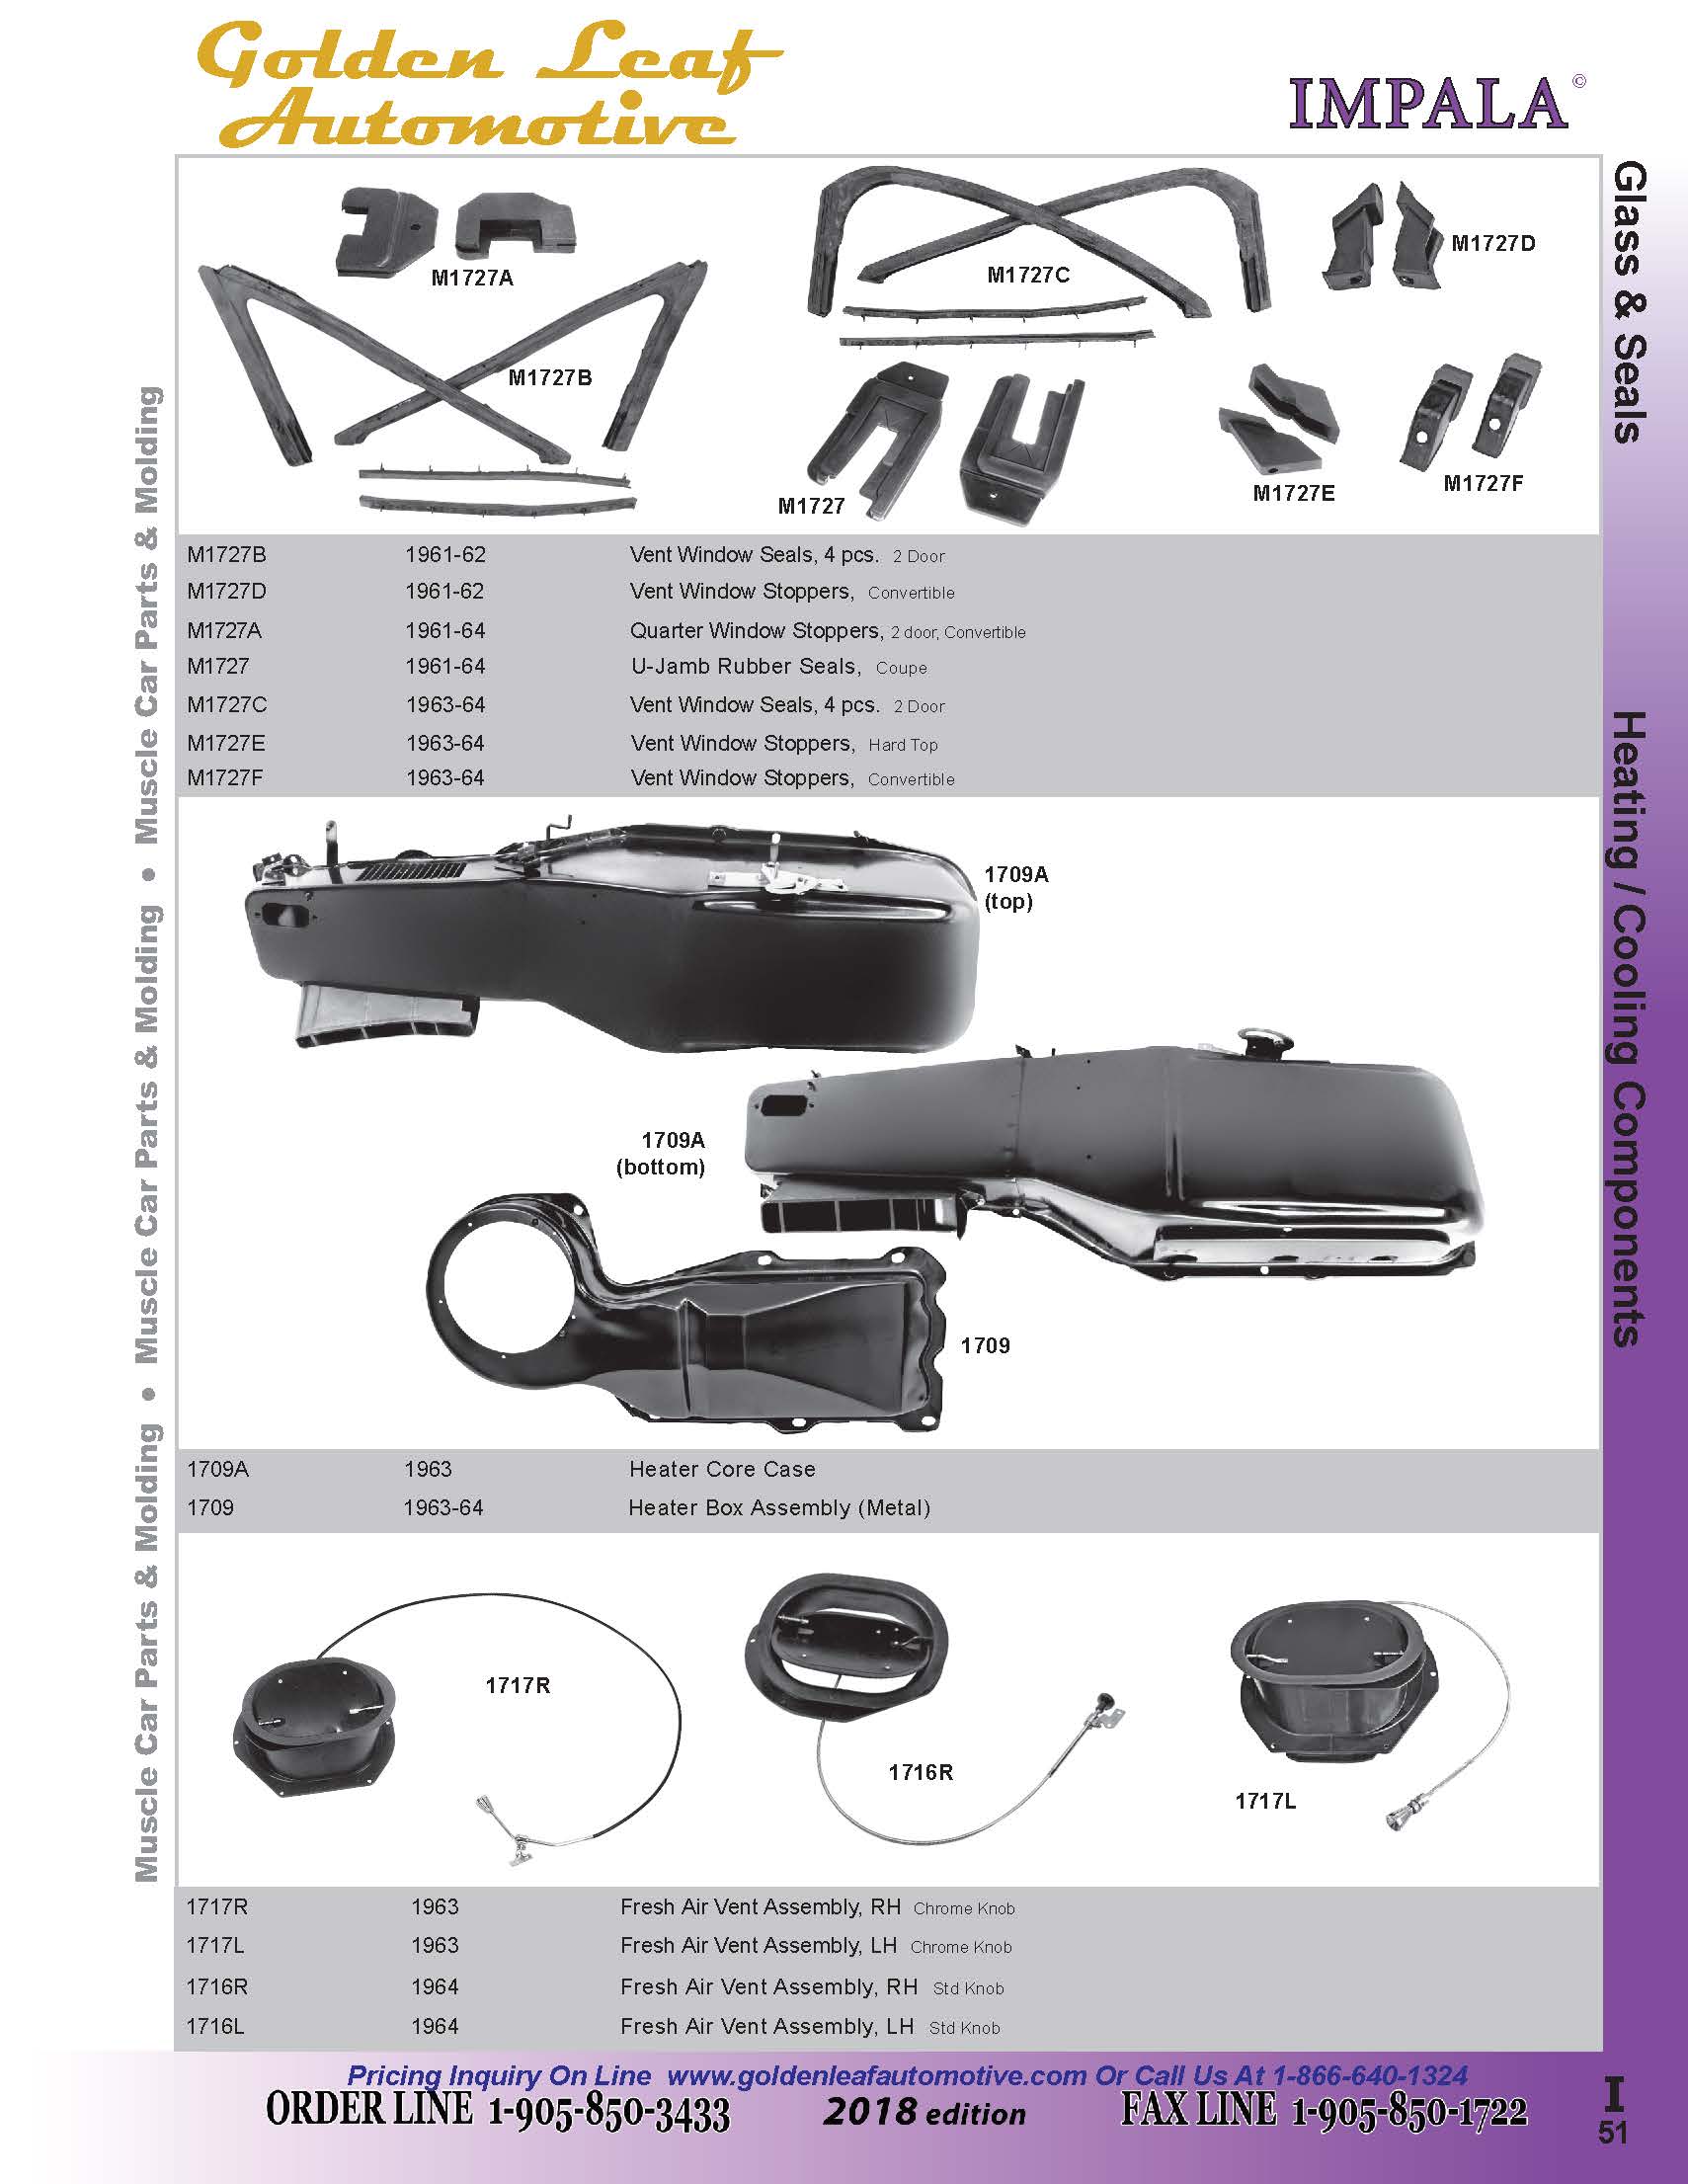 Golden Leaf
Automotive
IMPALA©
Glass & Seals
Heating / Cooling Components
Muscle Car Parts & Molding • Muscle Car Parts & Molding • Muscle Car Parts & Molding
M1727A
M1727B
M1727C
M1727D
M1727
M1727E
M1727F
M1727B 1961-62 Vent Window Seals, 4 pcs. 2 Door
M1727D 1961-62 Vent Window Stoppers, Convertible
M1727A 1961-64 Quarter Window Stoppers, 2 door, Convertible
M1727 1961-64 U-Jamb Rubber Seals, Coupe
M1727C 1963-64 Vent Window Seals, 4 pcs. 2 Door
M1727E 1963-64 Vent Window Stoppers, Hard Top
M1727F 1963-64 Vent Window Stoppers, Convertible
1709A
(top)
1709A
(bottom)
1709
1709A 1963 Heater Core Case
1709 1963-64 Heater Box Assembly (Metal)
1717R
1716R
1717L
1717R 1963 Fresh Air Vent Assembly, RH Chrome Knob
1717L 1963 Fresh Air Vent Assembly, LH Chrome Knob
1716R 1964 Fresh Air Vent Assembly, RH Std Knob
1716L 1964 Fresh Air Vent Assembly, LH Std Knob
Pricing Inquiry On Line www.goldenleafautomotive.com Or Call Us At 1-866-640-1324
ORDER LINE 1-905-850-3433 2018 edition FAX LINE 1-905-850-1722
I
51